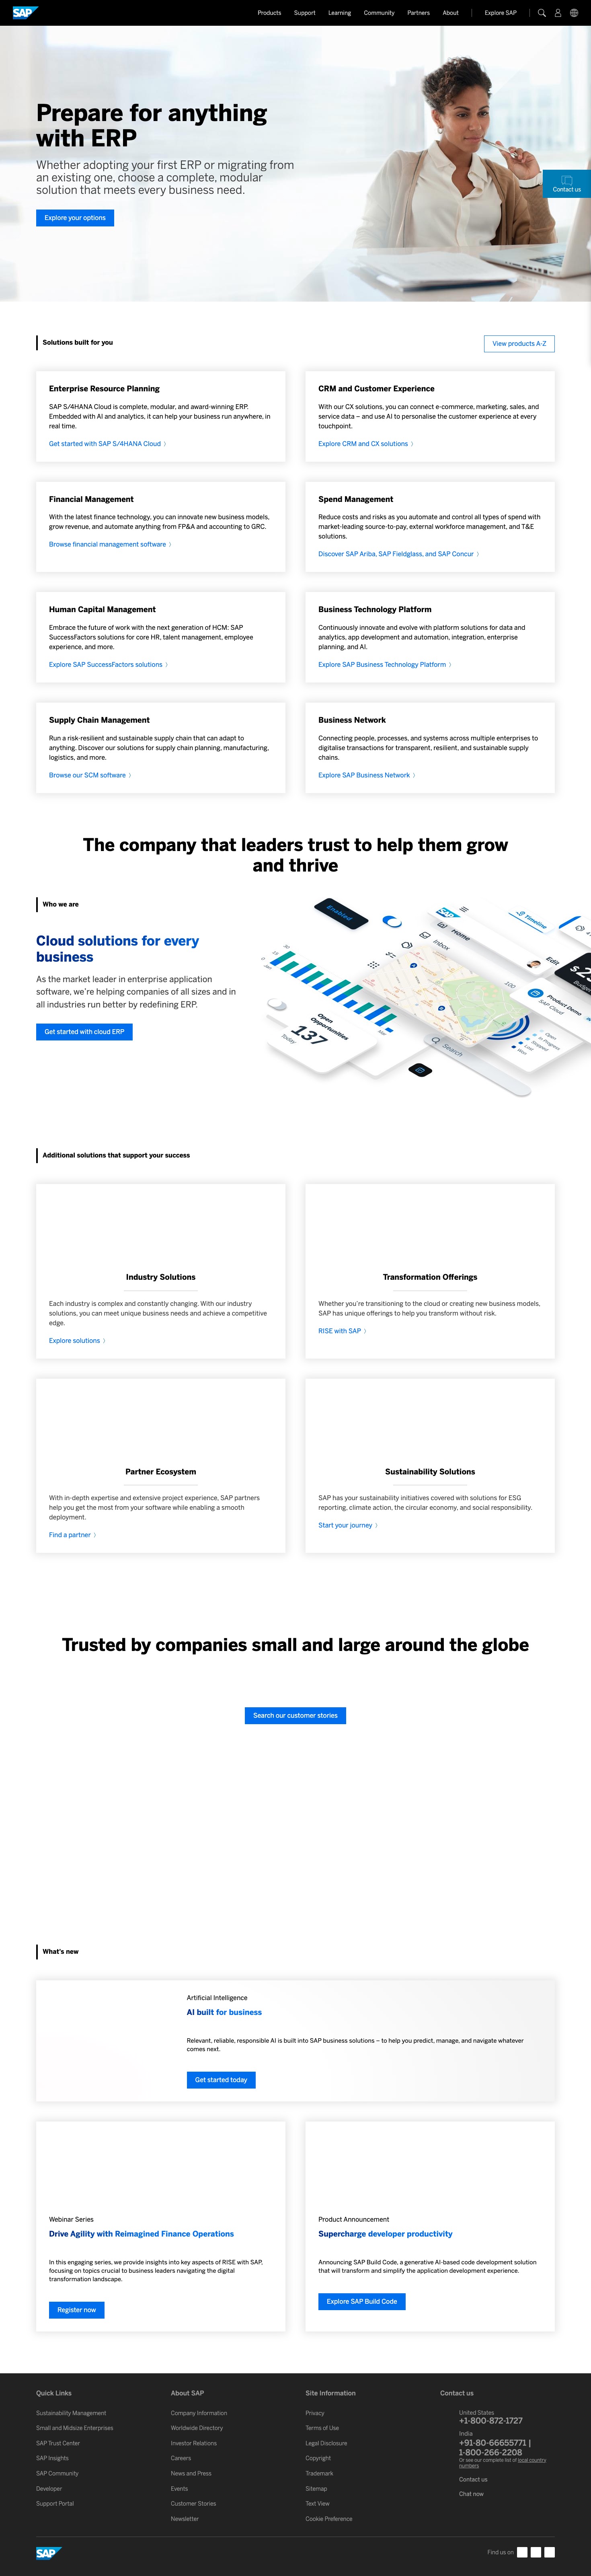 SAP
Products Support Learning Community Partners About Explore SAP
Prepare for anything
with ERP
Whether adopting your first ERP or migrating from
an existing one, choose a complete, modular
solution that meets every business need.
Explore your options
Contact us
Solutions built for you
View products A-Z
Enterprise Resource Planning
SAP S/4HANA Cloud is complete, modular, and award-winning ERP.
Embedded with AI and analytics, it can help your business run anywhere, in
real time.
Get started with SAP S/4HANA Cloud
CRM and Customer Experience
With our CX solutions, you can connect e-commerce, marketing, sales, and
service data – and use AI to personalise the customer experience at every
touchpoint.
Explore CRM and CX solutions
Financial Management
With the latest finance technology, you can innovate new business models,
grow revenue, and automate anything from FP&A and accounting to GRC.
Browse financial management software
Spend Management
Reduce costs and risks as you automate and control all types of spend with
market-leading source-to-pay, external workforce management, and T&E
solutions.
Discover SAP Ariba, SAP Fieldglass, and SAP Concur
Human Capital Management
Embrace the future of work with the next generation of HCM: SAP
SuccessFactors solutions for core HR, talent management, employee
experience, and more.
Explore SAP SuccessFactors solutions
Business Technology Platform
Continuously innovate and evolve with platform solutions for data and
analytics, app development and automation, integration, enterprise
planning, and AI.
Explore SAP Business Technology Platform
Supply Chain Management
Run a risk-resilient and sustainable supply chain that can adapt to
anything. Discover our solutions for supply chain planning, manufacturing,
logistics, and more.
Browse our SCM software
Business Network
Connecting people, processes, and systems across multiple enterprises to
digitalise transactions for transparent, resilient, and sustainable supply
chains.
Explore SAP Business Network
The company that leaders trust to help them grow
and thrive
Who we are
Cloud solutions for every
business
As the market leader in enterprise application
software, we're helping companies of all sizes and in
all industries run better by redefining ERP.
Get started with cloud ERP
Enabled
SAP
Timeline
Home
Inbox
Edit
Product Demo
SAP Cloud
100
Open
Opportunities
137
Today
Search
Open
In Progress
Stopped
Additional solutions that support your success
Industry Solutions
Each industry is complex and constantly changing. With our industry
solutions, you can meet unique business needs and achieve a competitive
edge.
Explore solutions
Transformation Offerings
Whether you're transitioning to the cloud or creating new business models,
SAP has unique offerings to help you transform without risk.
RISE with SAP
Partner Ecosystem
With in-depth expertise and extensive project experience, SAP partners
help you get the most from your software while enabling a smooth
deployment.
Find a partner
Sustainability Solutions
SAP has your sustainability initiatives covered with solutions for ESG
reporting, climate action, the circular economy, and social responsibility.
Start your journey
Trusted by companies small and large around the globe
Search our customer stories
What's new
Artificial Intelligence
AI built for business
Relevant, reliable, responsible AI is built into SAP business solutions – to help you predict, manage, and navigate whatever
comes next.
Get started today
Webinar Series
Drive Agility with Reimagined Finance Operations
In this engaging series, we provide insights into key aspects of RISE with SAP,
focusing on topics crucial to business leaders navigating the digital
transformation landscape.
Register now
Product Announcement
Supercharge developer productivity
Announcing SAP Build Code, a generative AI-based code development solution
that will transform and simplify the application development experience.
Explore SAP Build Code
Quick Links
Sustainability Management
Small and Midsize Enterprises
SAP Trust Center
SAP Insights
SAP Community
Developer
Support Portal
About SAP
Company Information
Worldwide Directory
Investor Relations
Careers
News and Press
Events
Customer Stories
Newsletter
Site Information
Privacy
Terms of Use
Legal Disclosure
Copyright
Trademark
Sitemap
Text View
Cookie Preference
Contact us
United States
+1-800-872-1727
India
+91-80-66655771 |
1-800-266-2208
Or see our complete list of local country
numbers
Contact us
Chat now
SAP
Find us on